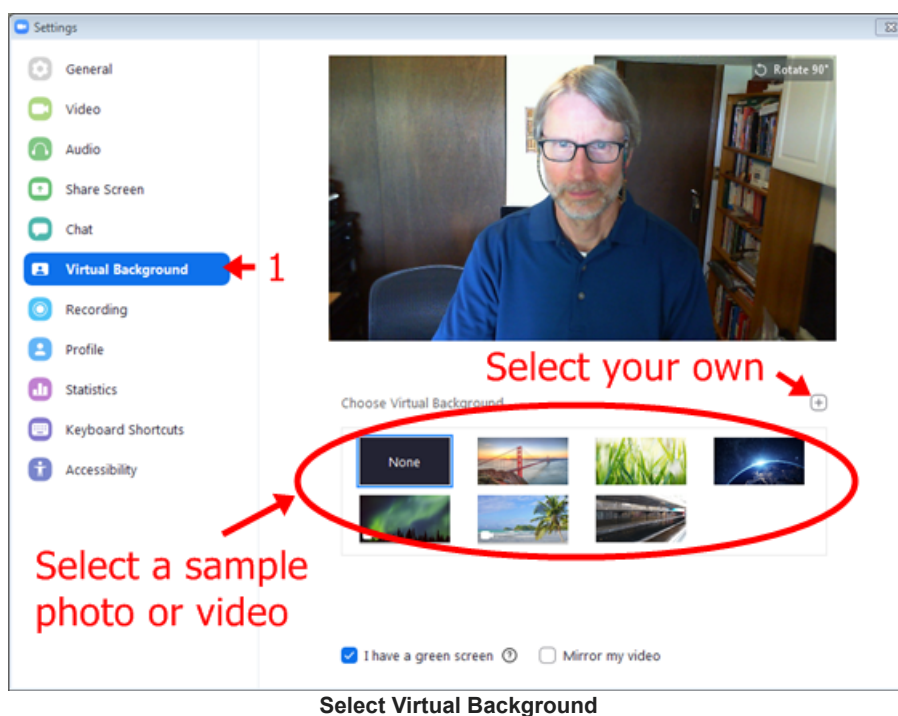 Settings
General
Video
Audio
Share Screen
Chat
Virtual Background
1
Recording
Profile
Statistics
Keyboard Shortcuts
Accessibility
Rotate 90°
Select your own
Choose Virtual Background
None
Select a sample
photo or video
I have a green screen
Mirror my video
Select Virtual Background